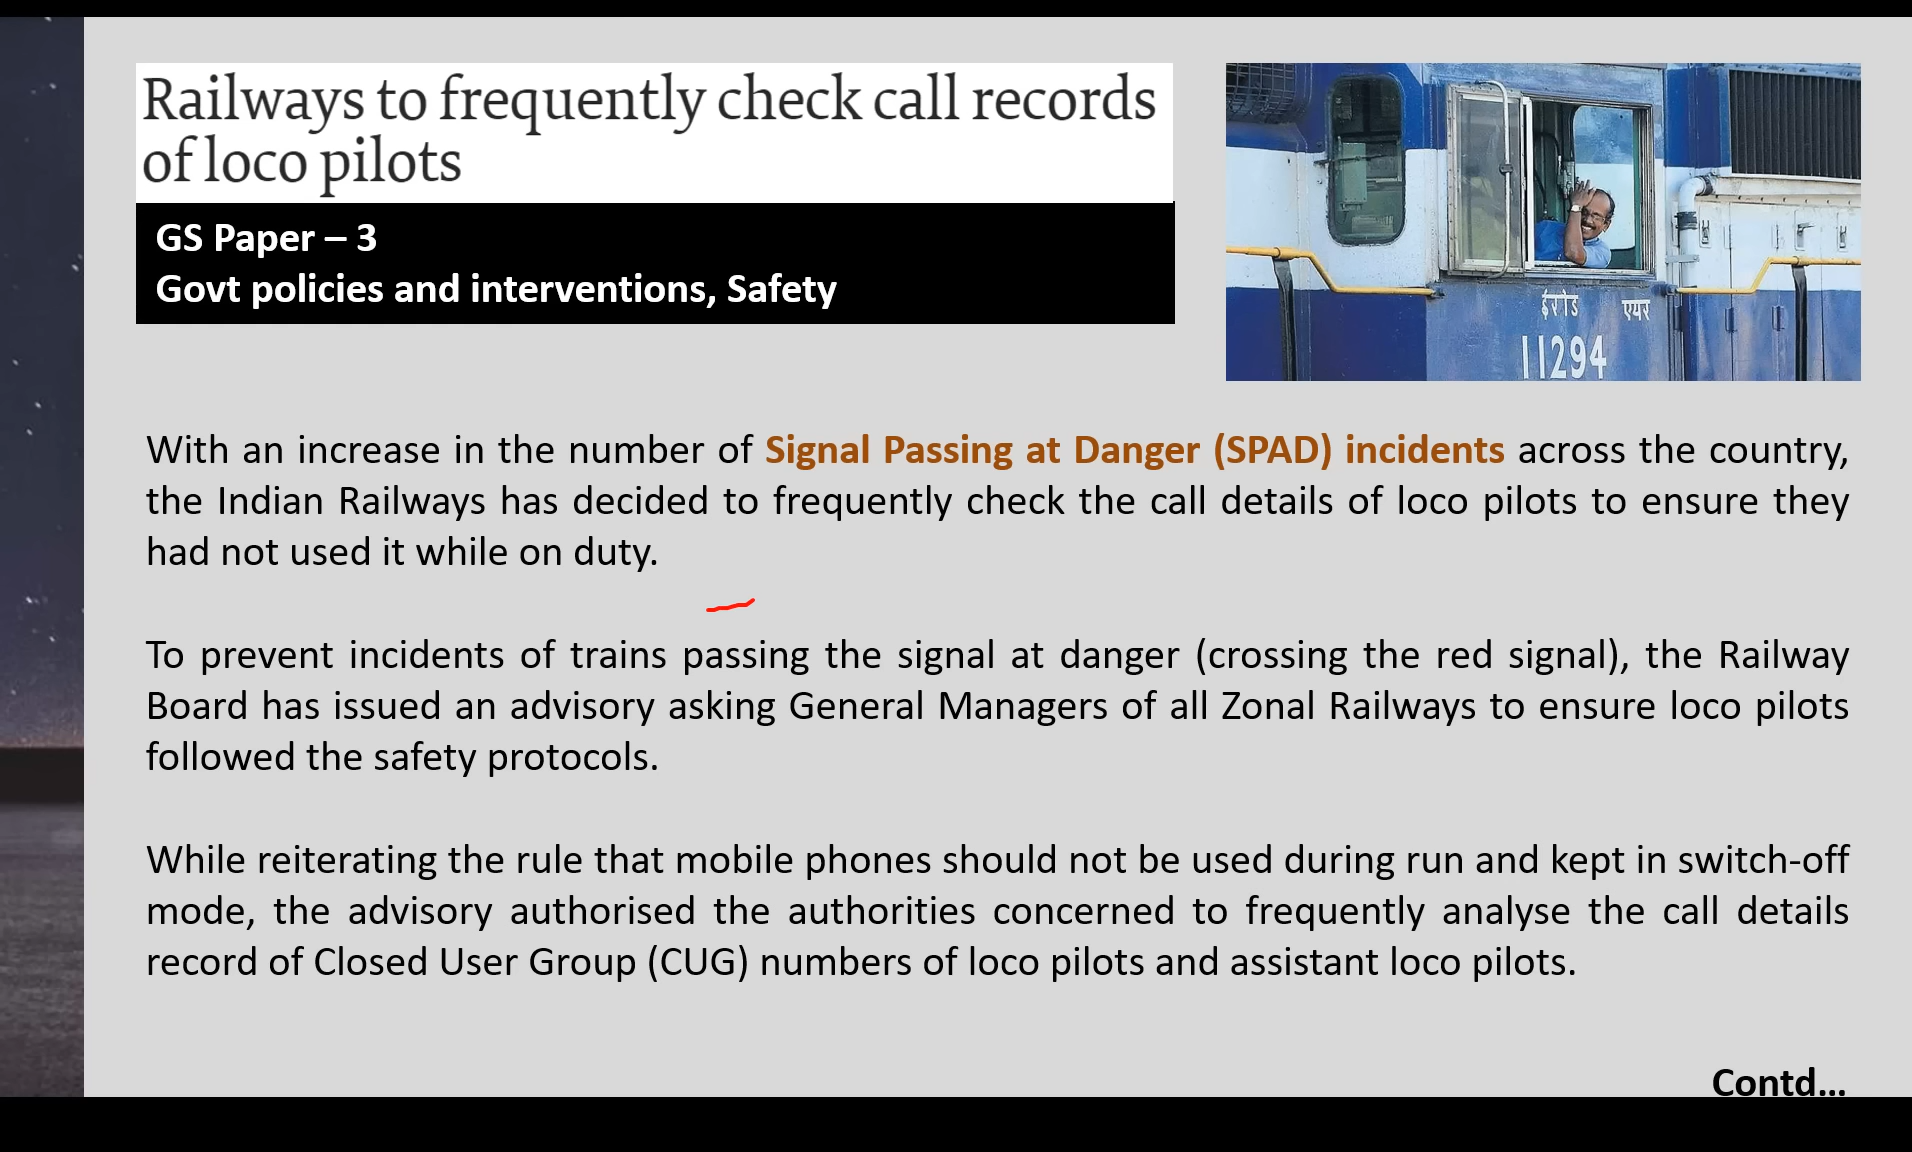 Railways to frequently check call records
of loco pilots
GS Paper – 3
Govt policies and interventions, Safety
ईरोड एयर
11294
With an increase in the number of Signal Passing at Danger (SPAD) incidents across the country,
the Indian Railways has decided to frequently check the call details of loco pilots to ensure they
had not used it while on duty.
To prevent incidents of trains passing the signal at danger (crossing the red signal), the Railway
Board has issued an advisory asking General Managers of all Zonal Railways to ensure loco pilots
followed the safety protocols.
While reiterating the rule that mobile phones should not be used during run and kept in switch-off
mode, the advisory authorised the authorities concerned to frequently analyse the call details
record of Closed User Group (CUG) numbers of loco pilots and assistant loco pilots.
Contd...